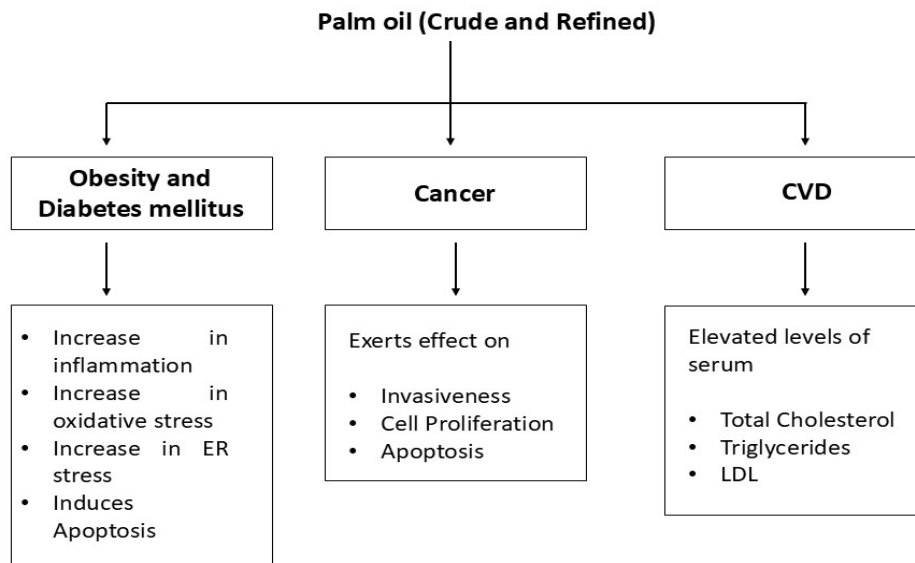 Palm oil (Crude and Refined)
Obesity and
Diabetes mellitus
Cancer
CVD
• Increase in
inflammation
• Increase in
oxidative stress
• Increase in ER
stress
• Induces
Apoptosis
Exerts effect on
• Invasiveness
• Cell Proliferation
• Apoptosis
Elevated levels of
serum
• Total Cholesterol
• Triglycerides
• LDL